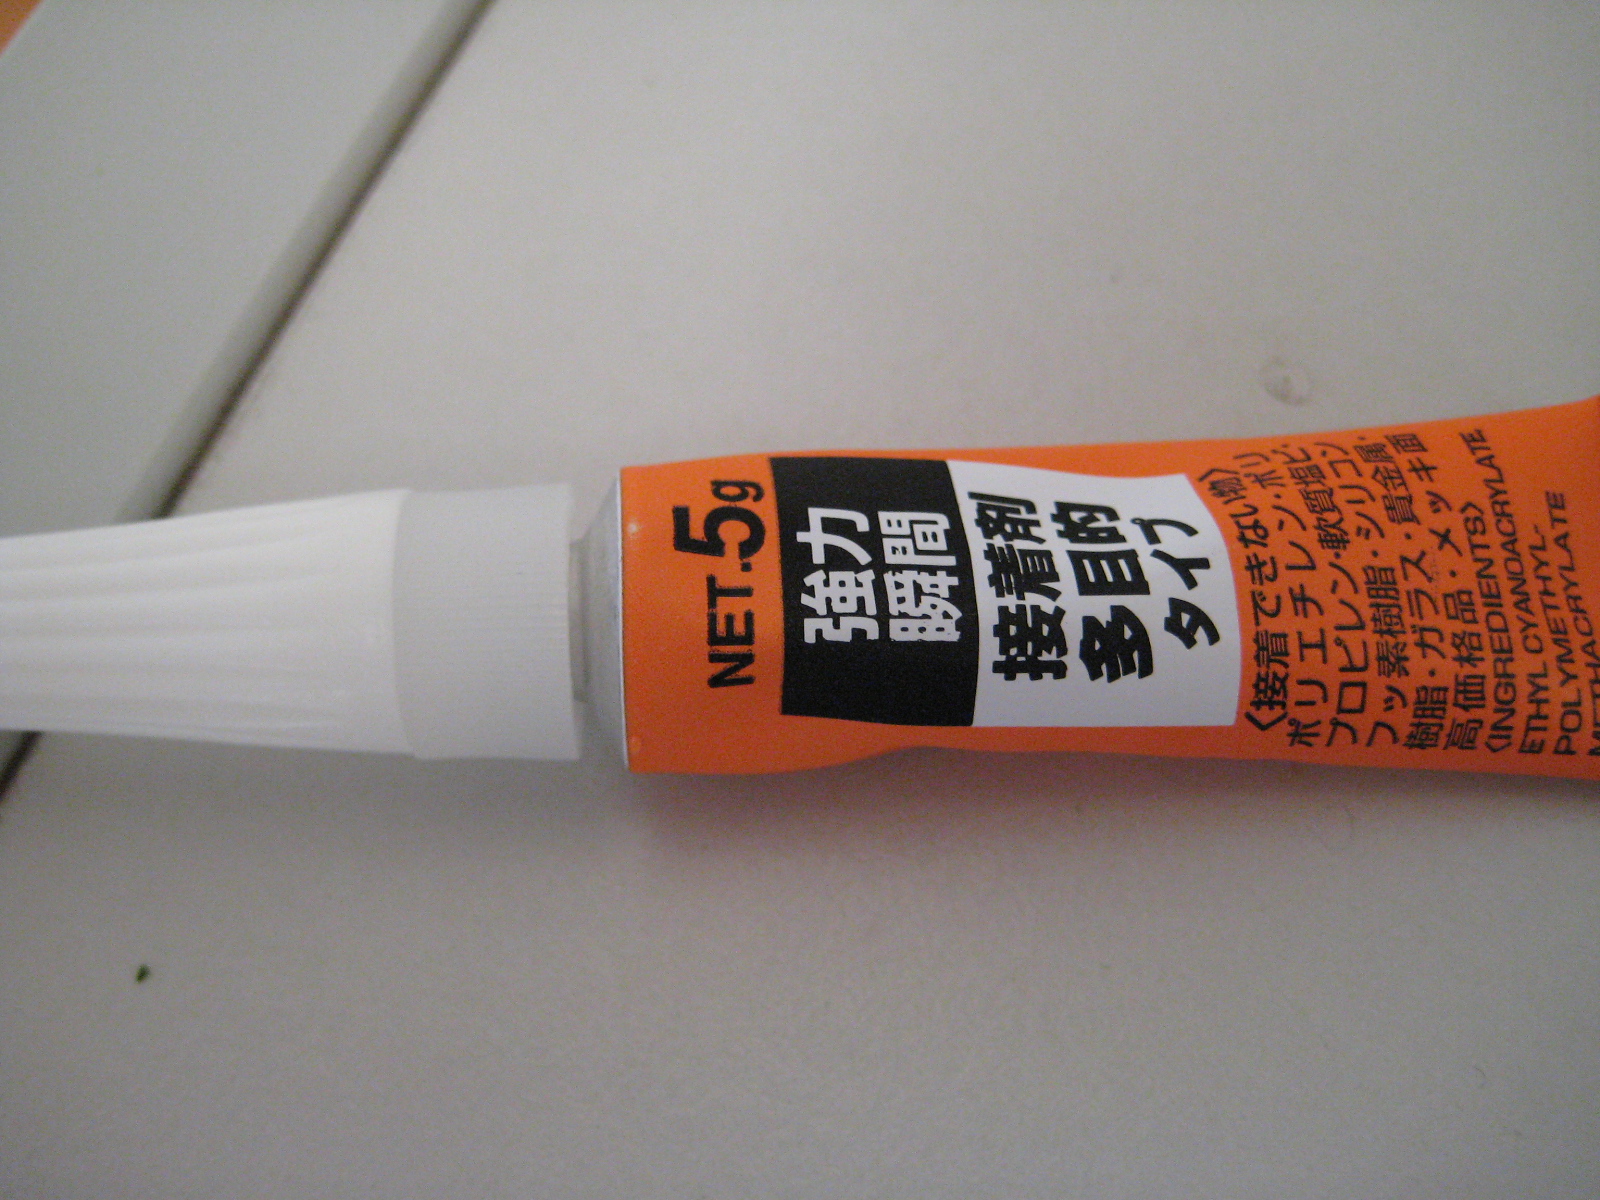 NET.5g
強力
瞬間
接着剤
多目的
タイプ
〈接着できない物〉
ポリエチレン・ポリ
プロピレン・軟質塩ビ・
フッ素樹脂・シリコン
樹脂・ガラス・貴金属・
高価格品・メッキ面
〈INGREDIENTS〉
ETHYL CYANOACRYLATE.
POLYMETHYL-
METHACRYLATE